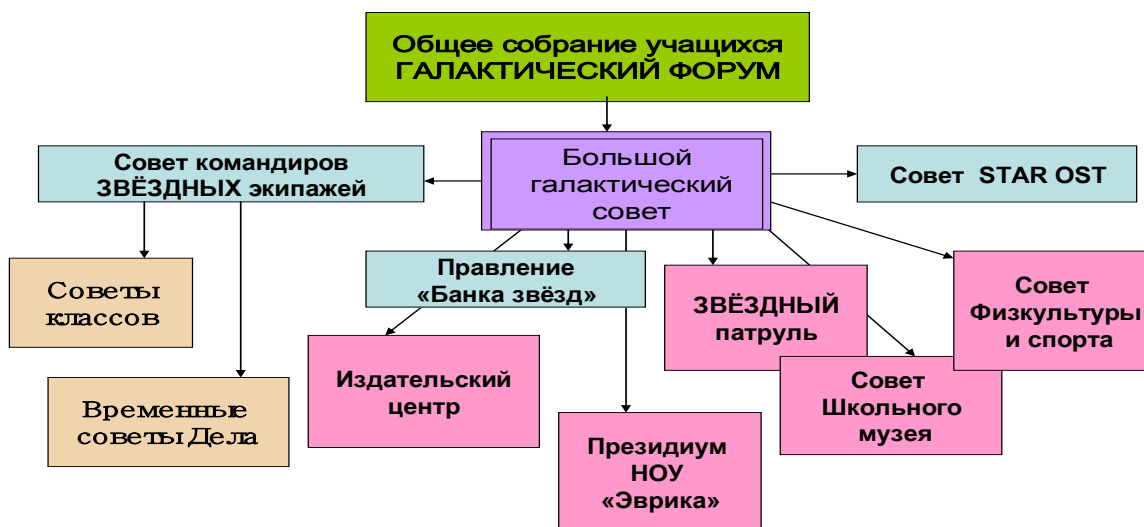 Общее собрание учащихся
ГАЛАКТИЧЕСКИЙ ФОРУМ
Большой
галактический
совет
Совет командиров
ЗВЁЗДНЫХ экипажей
Совет STAR OST
Правление
«Банка звёзд»
Советы
классов
Временные
советы Дела
Издательский
центр
Президиум
НОУ
«Эврика»
ЗВЁЗДНЫЙ
патруль
Совет
Школьного
музея
Совет
Физкультуры
и спорта